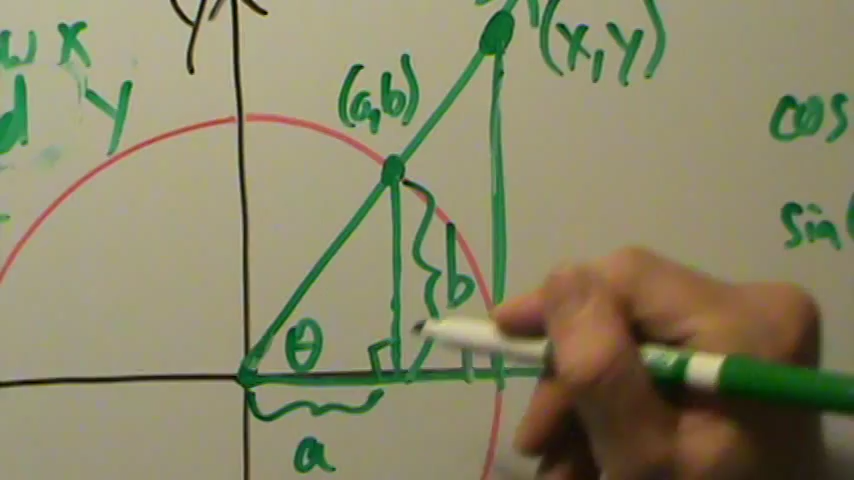 w x
d y
y
(x,y)
(a,b)
cos
sin(
b
θ
a